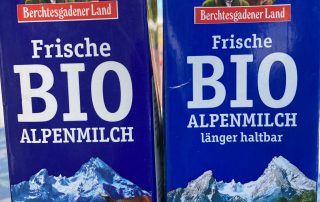 Berchtesgadener Land
Frische
BIO
ALPENMILCH
Berchtesgadener Land
Frische
BIO
ALPENMILCH
länger haltbar